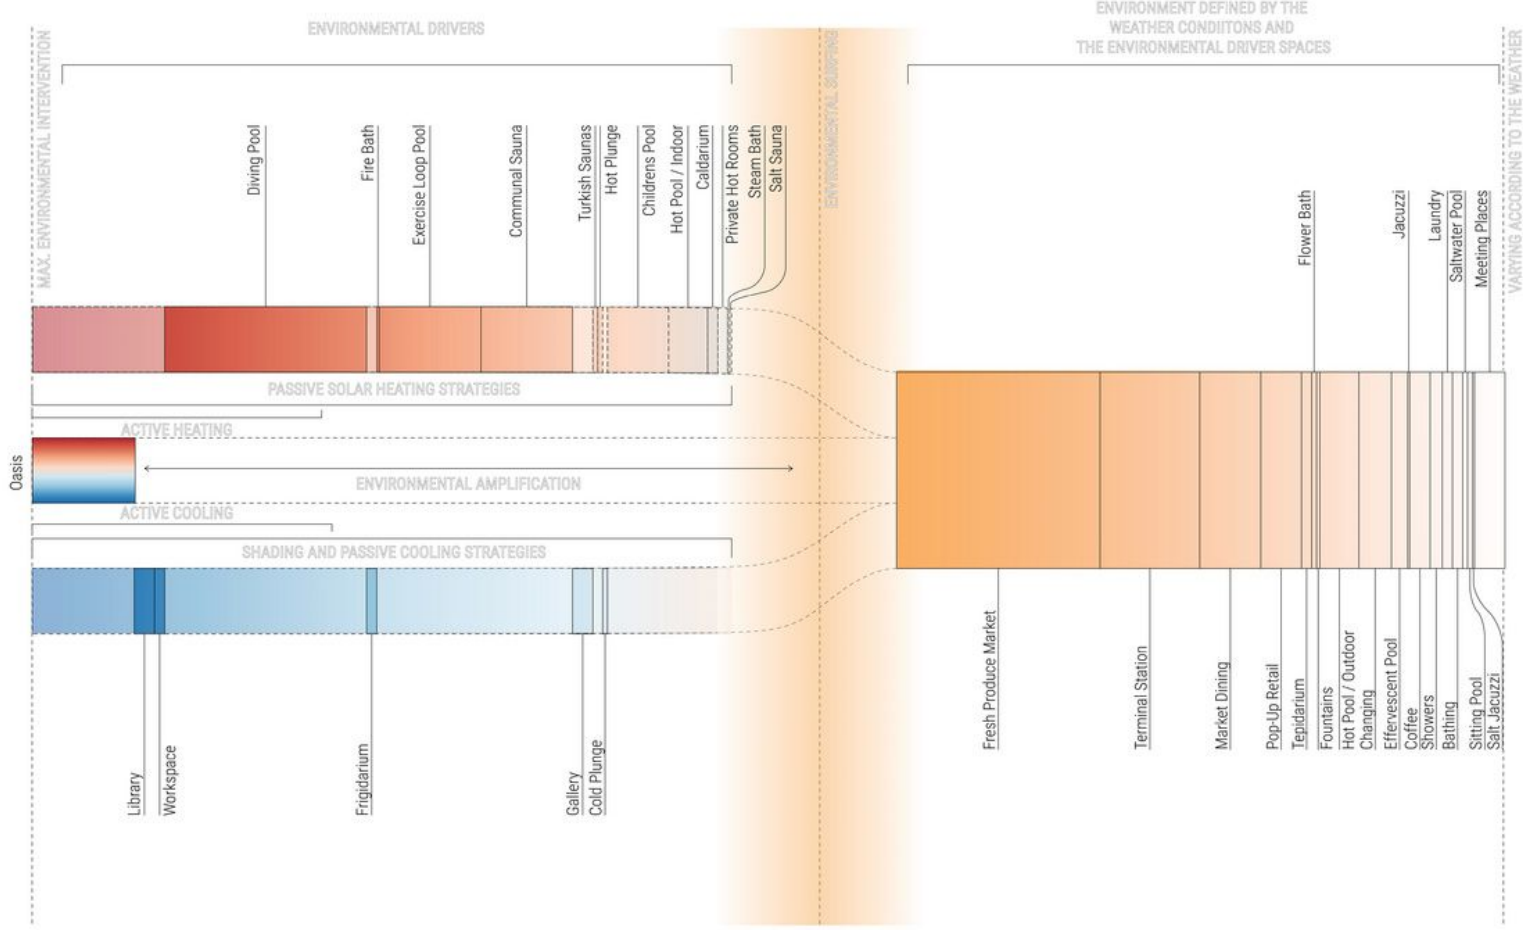 ENVIRONMENTAL DRIVERS
ENVIRONMENT DEFINED BY THE
WEATHER CONDIITONS AND
THE ENVIRONMENTAL DRIVER SPACES
MAX. ENVIRONMENTAL INTERVENTION
ENVIRONMENTAL SURFING
VARYING ACCORDING TO THE WEATHER
Diving Pool
Fire Bath
Exercise Loop Pool
Communal Sauna
Turkish Saunas
Hot Plunge
Childrens Pool
Hot Pool / Indoor
Caldarium
Private Hot Rooms
Steam Bath
Salt Sauna
Flower Bath
Jacuzzi
Laundry
Saltwater Pool
Meeting Places
PASSIVE SOLAR HEATING STRATEGIES
ACTIVE HEATING
Oasis
ENVIRONMENTAL AMPLIFICATION
ACTIVE COOLING
SHADING AND PASSIVE COOLING STRATEGIES
Library
Workspace
Frigidarium
Gallery
Cold Plunge
Fresh Produce Market
Terminal Station
Market Dining
Pop-Up Retail
Tepidarium
Fountains
Hot Pool / Outdoor
Changing
Effervescent Pool
Coffee
Showers
Bathing
Sitting Pool
Salt Jacuzzi